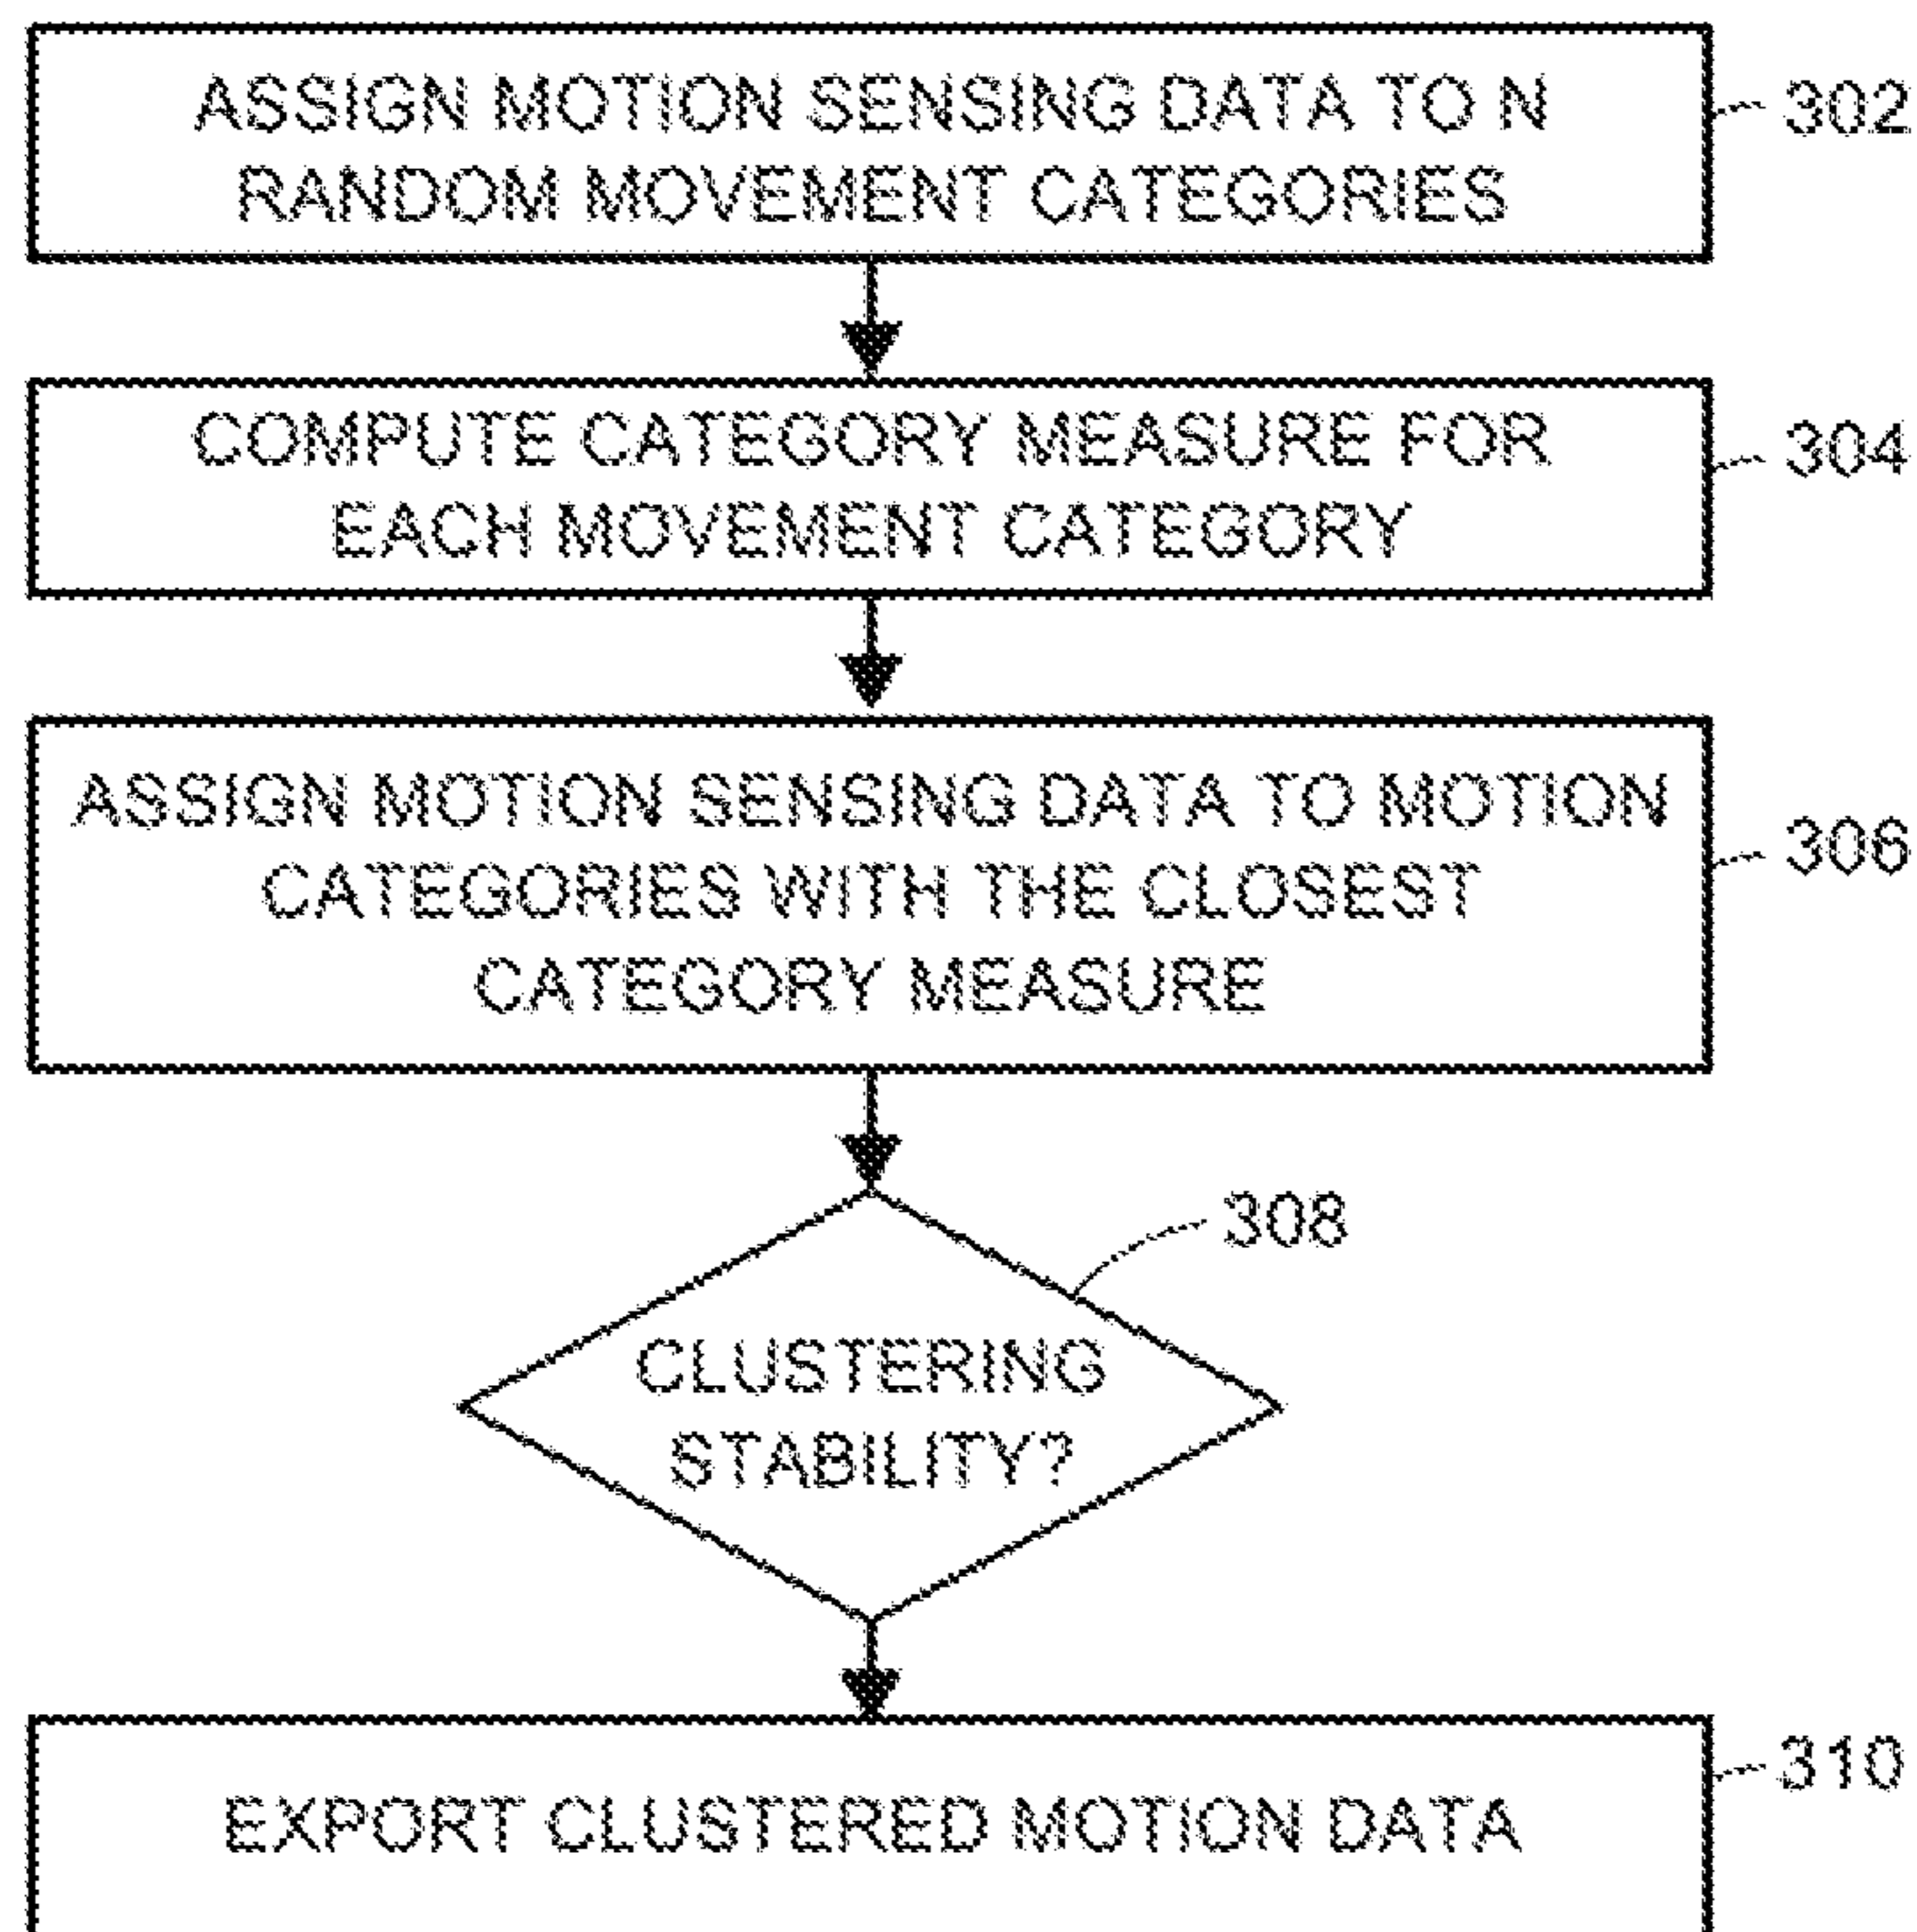 ASSIGN MOTION SENSING DATA TO N
RANDOM MOVEMENT CATEGORIES
302
COMPUTE CATEGORY MEASURE FOR
EACH MOVEMENT CATEGORY
304
ASSIGN MOTION SENSING DATA TO MOTION
CATEGORIES WITH THE CLOSEST
CATEGORY MEASURE
306
308
CLUSTERING
STABILITY?
310
EXPORT CLUSTERED MOTION DATA